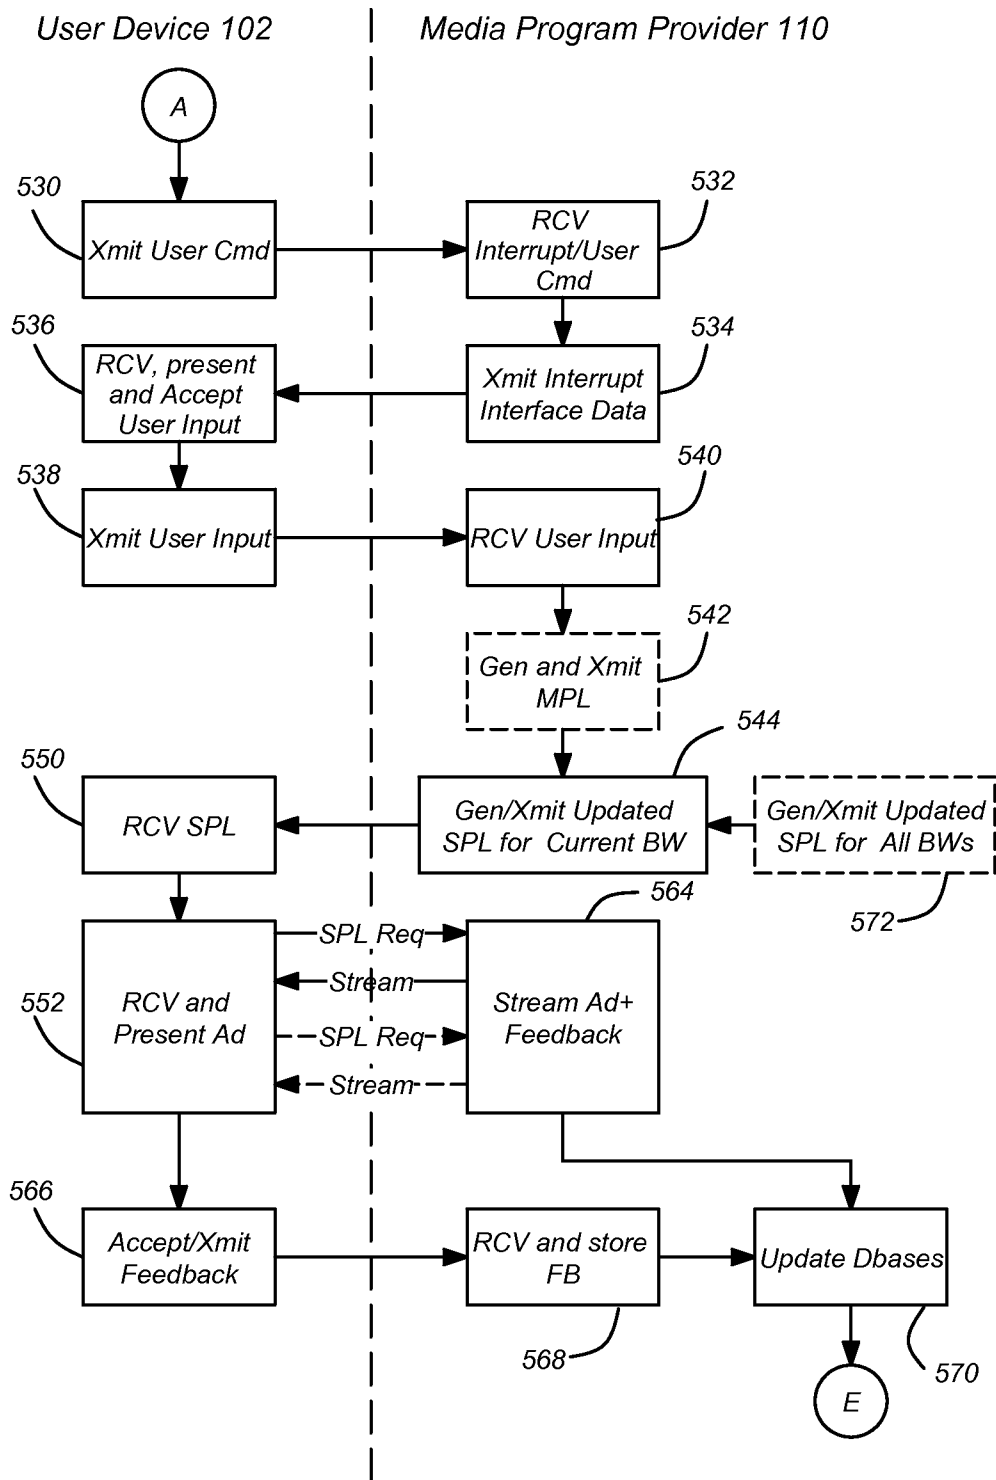 User Device 102
Media Program Provider 110
A
530
Xmit User Cmd
532
RCV
Interrupt/User
Cmd
536
RCV, present
and Accept
User Input
534
Xmit Interrupt
Interface Data
538
Xmit User Input
540
RCV User Input
542
Gen and Xmit
MPL
550
RCV SPL
544
Gen/Xmit Updated
SPL for Current BW
Gen/Xmit Updated
SPL for All BWs
572
552
RCV and
Present Ad
SPL Req
Stream
SPL Req
Stream
564
Stream Ad+
Feedback
566
Accept/Xmit
Feedback
RCV and store
FB
568
Update Dbases
570
E